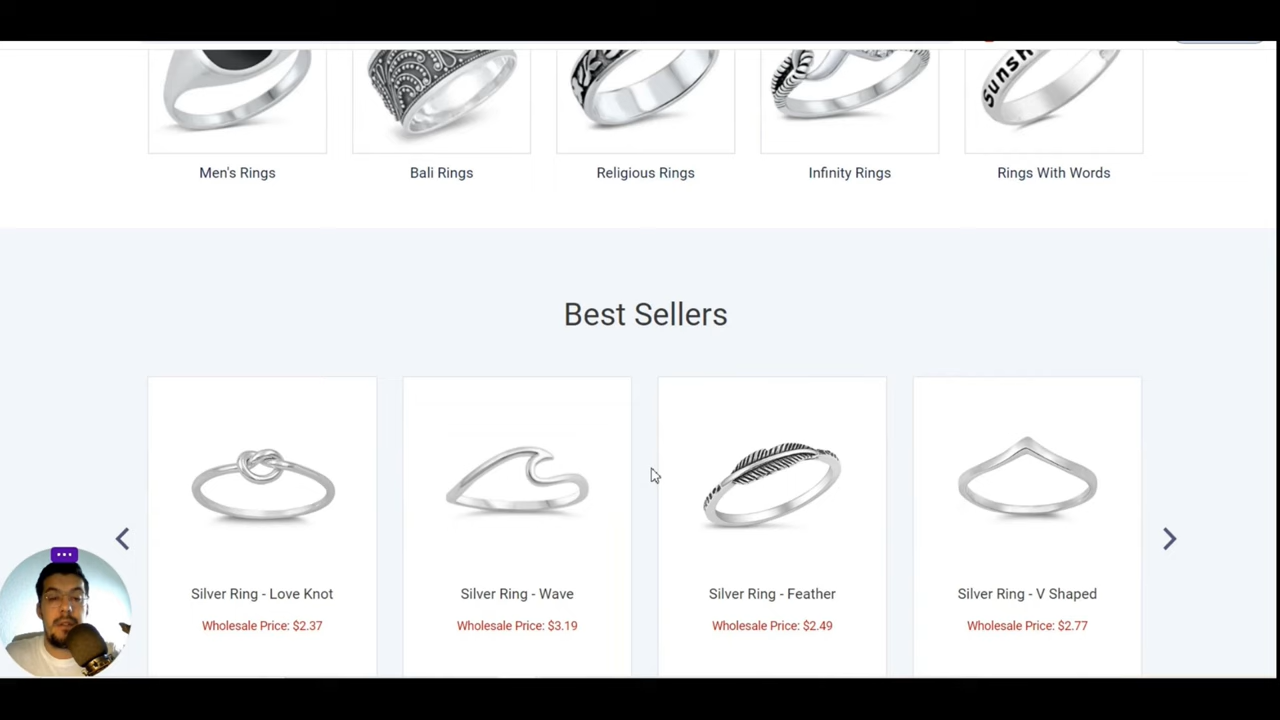 Sunsh
Men's Rings
Bali Rings
Religious Rings
Infinity Rings
Rings With Words
Best Sellers
Silver Ring - Love Knot
Silver Ring - Wave
Silver Ring - Feather
Silver Ring - V Shaped
Wholesale Price: $2.37
Wholesale Price: $3.19
Wholesale Price: $2.49
Wholesale Price: $2.77